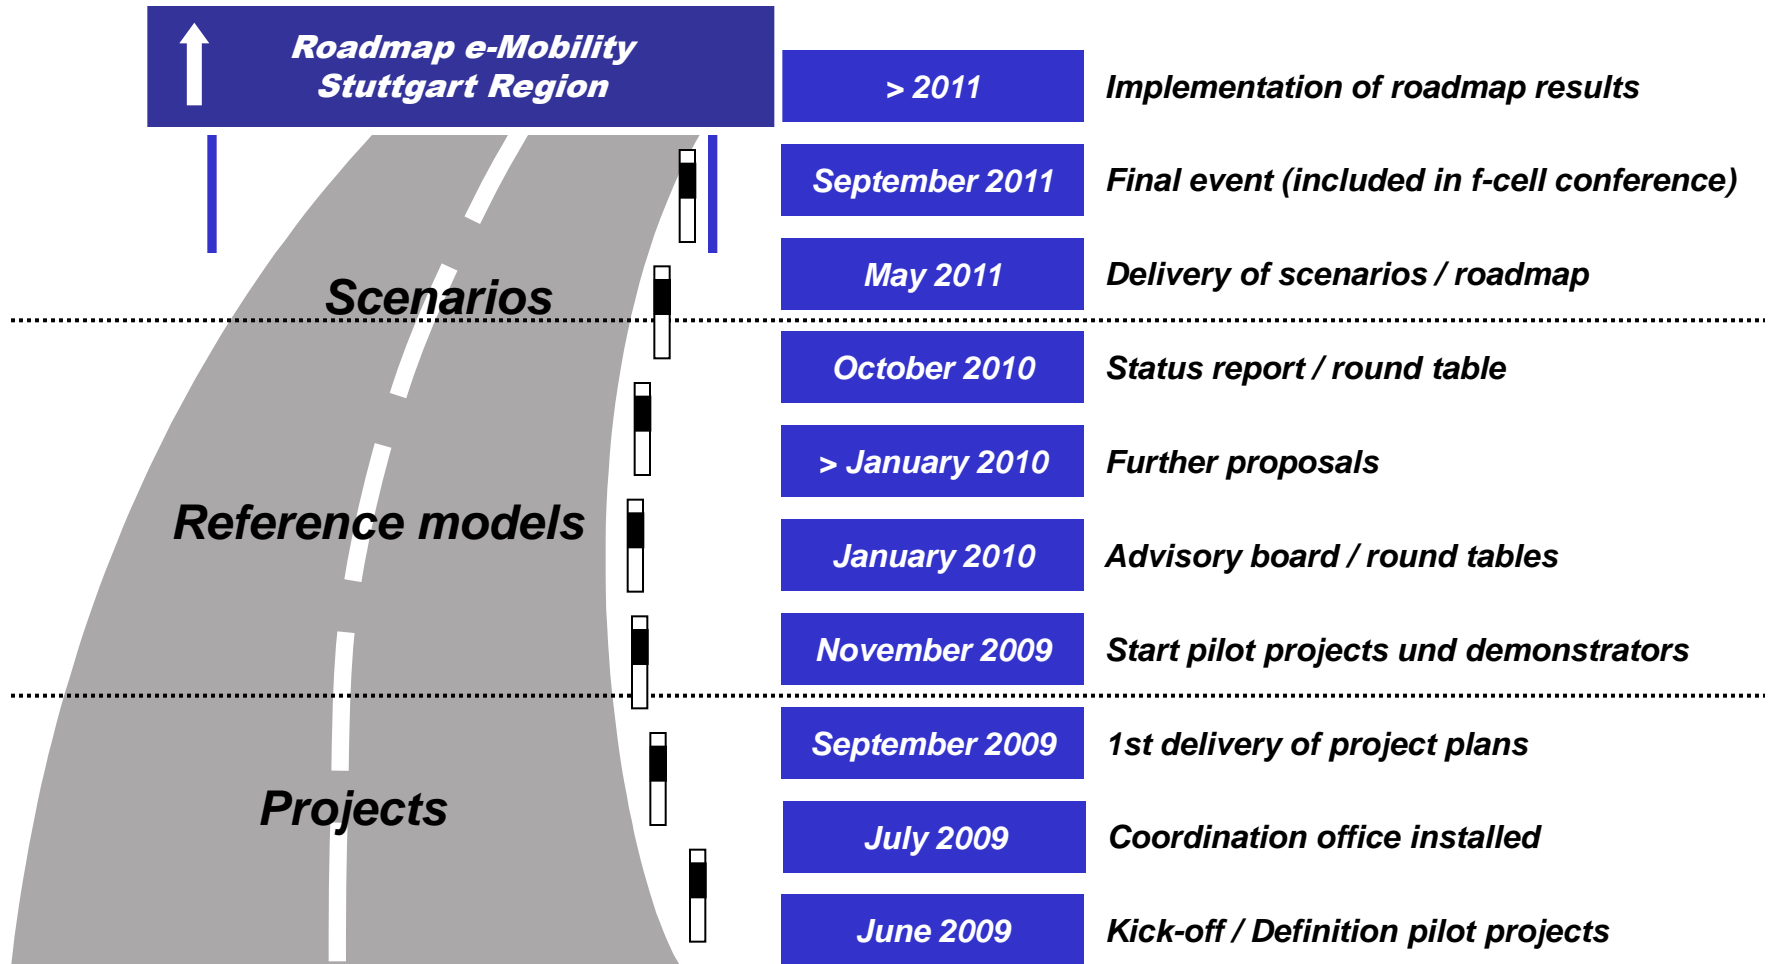 Roadmap e-Mobility
Stuttgart Region
> 2011 Implementation of roadmap results
September 2011 Final event (included in f-cell conference)
May 2011 Delivery of scenarios / roadmap
Scenarios
October 2010 Status report / round table
> January 2010 Further proposals
Reference models
January 2010 Advisory board / round tables
November 2009 Start pilot projects und demonstrators
September 2009 1st delivery of project plans
Projects
July 2009 Coordination office installed
June 2009 Kick-off / Definition pilot projects